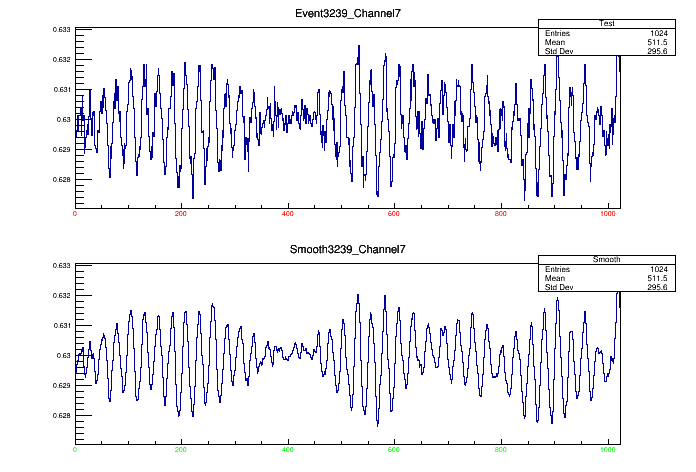 Event3239_Channel7
Test
Entries 1024
Mean 511.5
Std Dev 295.6
0.633
0.632
0.631
0.63
0.629
0.628
0 200 400 600 800 1000
Smooth3239_Channel7
Smooth
Entries 1024
Mean 511.5
Std Dev 295.6
0.633
0.632
0.631
0.63
0.629
0.628
0 200 400 600 800 1000